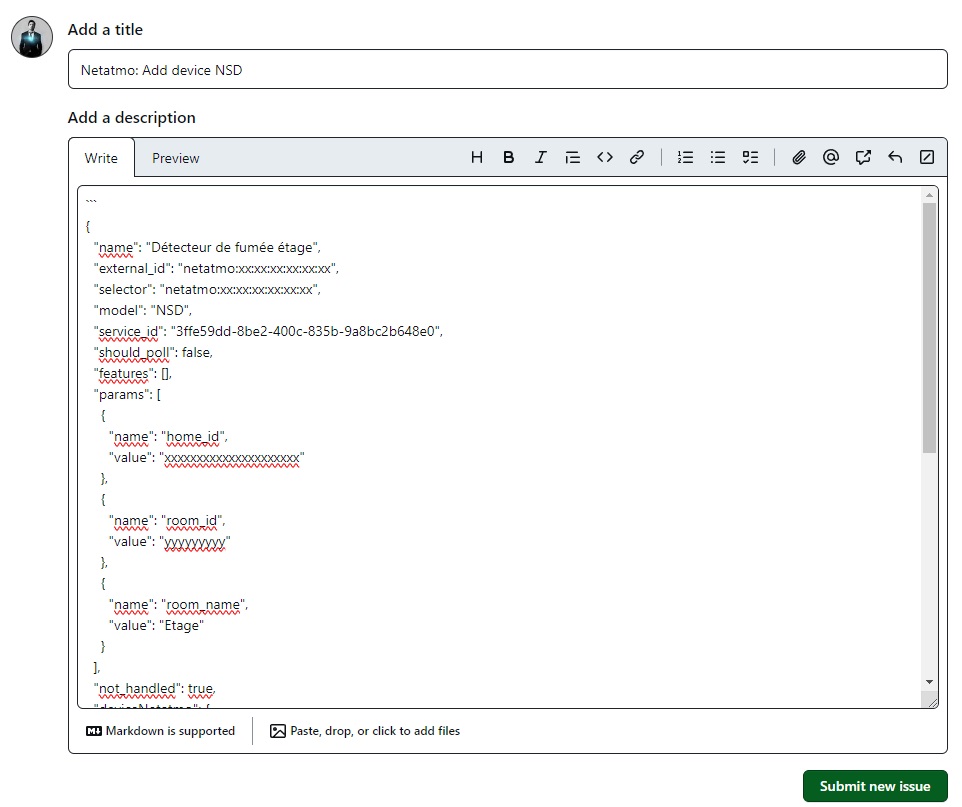 Add a title
Netatmo: Add device NSD
Add a description
Write
Preview
```
{
"name": "Détecteur de fumée étage",
"external_id": "netatmo:xx:xx:xx:xx:xx:xx",
"selector": "netatmo:xx:xx:xx:xx:xx:xx",
"model": "NSD",
"service_id": "3ffe59dd-8be2-400c-835b-9a8bc2b648e0",
"should_poll": false,
"features": [],
"params": [
{
"name": "home_id",
"value": "xxxxxxxxxxxxxxxxxxxxxx"
},
{
"name": "room_id",
"value": "yyyyyyyyy"
},
{
"name": "room_name",
"value": "Etage"
}
],
"not_handled": true,
"deviceNetatmo": {
Markdown is supported
Paste, drop, or click to add files
Submit new issue